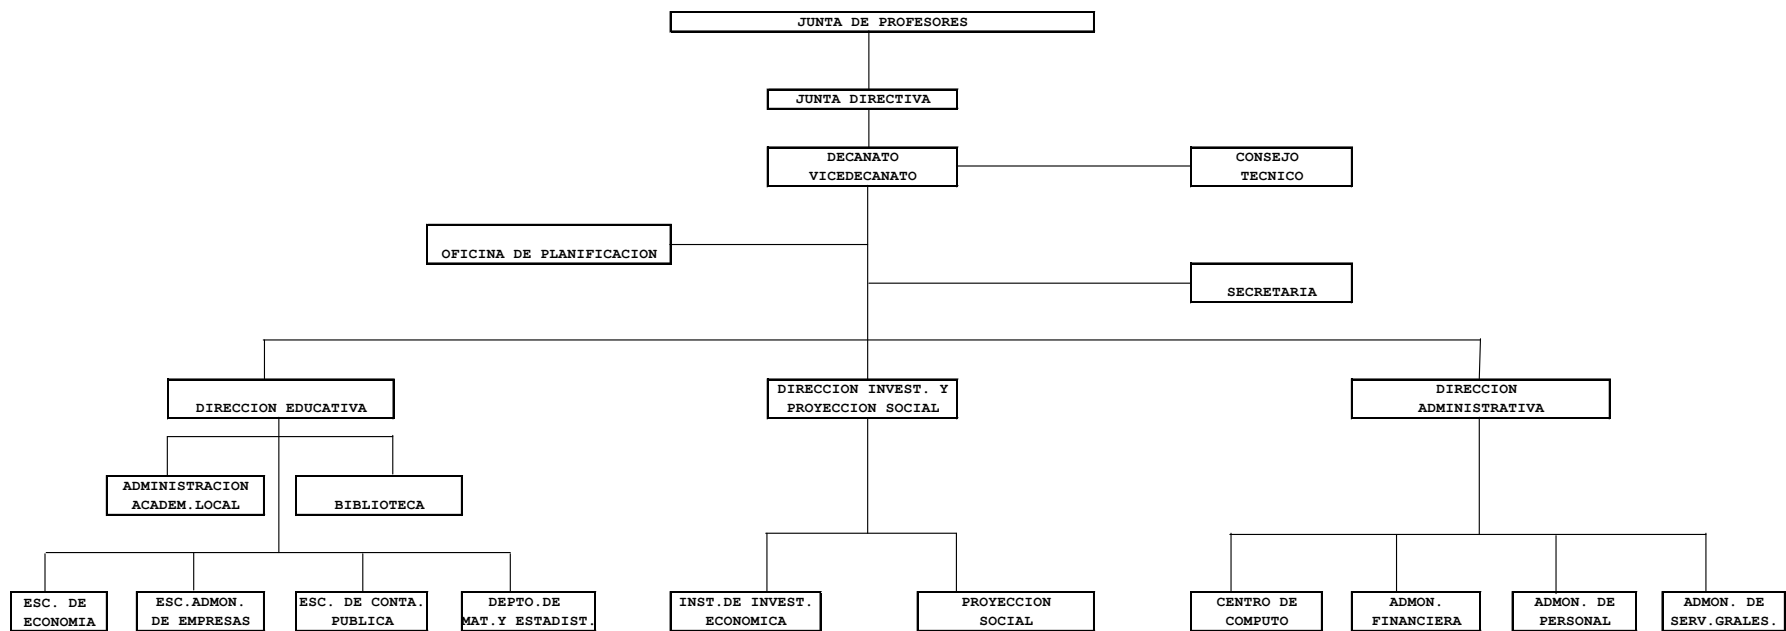 JUNTA DE PROFESORES
JUNTA DIRECTIVA
DECANATO
VICEDECANATO
CONSEJO
TECNICO
OFICINA DE PLANIFICACION
SECRETARIA
DIRECCION EDUCATIVA
DIRECCION INVEST. Y
PROYECCION SOCIAL
DIRECCION
ADMINISTRATIVA
ADMINISTRACION
ACADEM.LOCAL
BIBLIOTECA
ESC. DE
ECONOMIA
ESC.ADMON.
DE EMPRESAS
ESC. DE CONTA.
PUBLICA
DEPTO.DE
MAT.Y ESTADIST.
INST.DE INVEST.
ECONOMICA
PROYECCION
SOCIAL
CENTRO DE
COMPUTO
ADMON.
FINANCIERA
ADMON. DE
PERSONAL
ADMON. DE
SERV.GRALES.